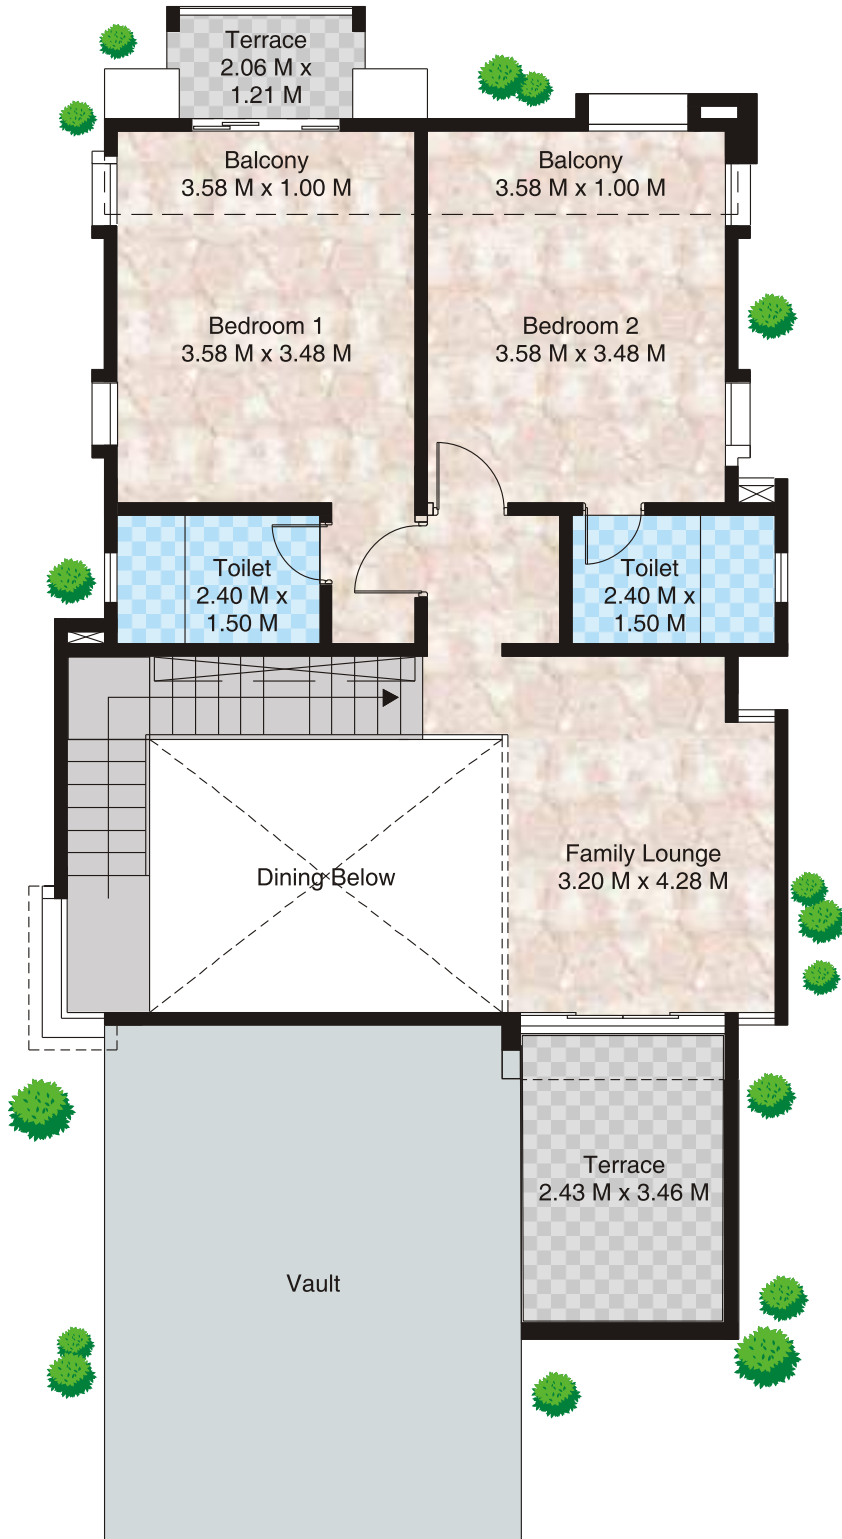 Terrace
2.06 M x
1.21 M
Balcony
3.58 M x 1.00 M
Balcony
3.58 M x 1.00 M
Bedroom 1
3.58 M x 3.48 M
Bedroom 2
3.58 M x 3.48 M
Toilet
2.40 M x
1.50 M
Toilet
2.40 M x
1.50 M
Family Lounge
3.20 M x 4.28 M
Dining Below
Terrace
2.43 M x 3.46 M
Vault